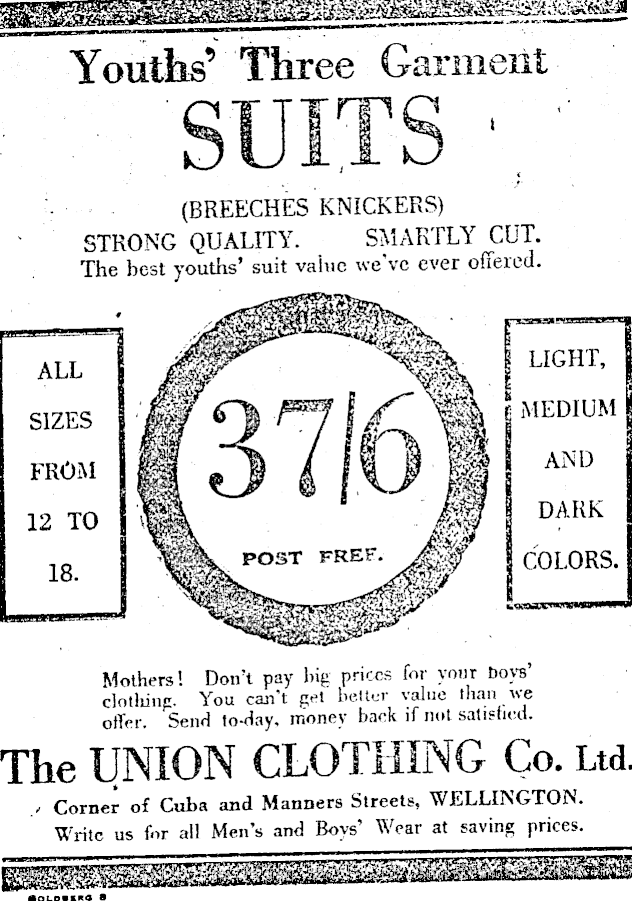 Youths' Three Garment
SUITS
(BREECHES KNICKERS)
STRONG QUALITY. SMARTLY CUT.
The best youths' suit value we've ever offered.
ALL
SIZES
FROM
12 TO
18.
37/6
POST FREE.
LIGHT,
MEDIUM
AND
DARK
COLORS.
Mothers! Don't pay big prices for your boys'
clothing. You can't get better value than we
offer. Send to-day, money back if not satisfied.
The UNION CLOTHING Co. Ltd.
Corner of Cuba and Manners Streets, WELLINGTON.
Write us for all Men's and Boys' Wear at saving prices.
GOLDBERG 8